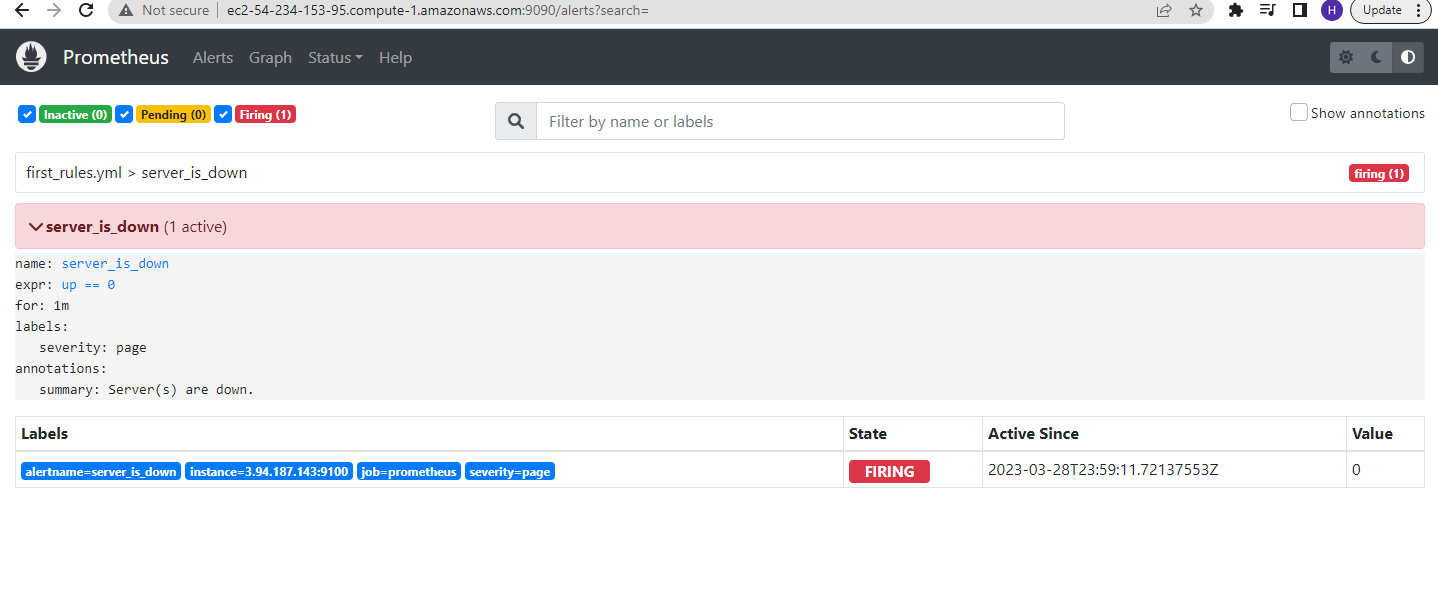 Not secure ec2-54-234-153-95.compute-1.amazonaws.com:9090/alerts?search= H Update
Prometheus Alerts Graph Status Help
Inactive (0) Pending (0) Firing (1) Filter by name or labels Show annotations
first_rules.yml > server_is_down firing (1)
server_is_down (1 active)
name: server_is_down
expr: up == 0
for: 1m
labels:
severity: page
annotations:
summary: Server(s) are down.
Labels State Active Since Value
alertname=server_is_down instance=3.94.187.143:9100 job=prometheus severity=page FIRING 2023-03-28T23:59:11.72137553Z 0